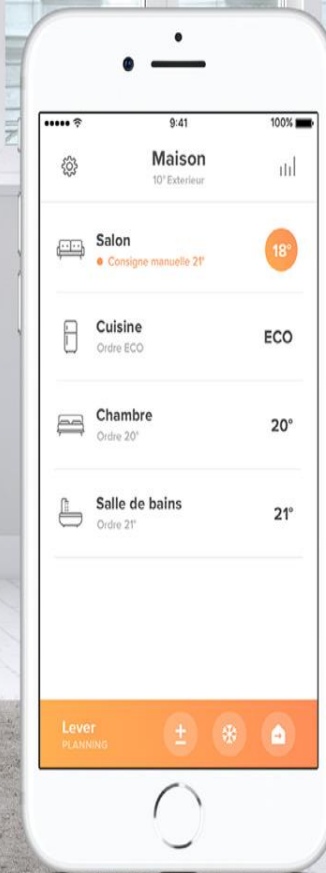 9:41
100%
Maison
10° Exterieur
Salon
Consigne manuelle 21°
18°
Cuisine
Ordre ECO
ECO
Chambre
Ordre 20°
20°
Salle de bains
Ordre 21°
21°
Lever
PLANNING